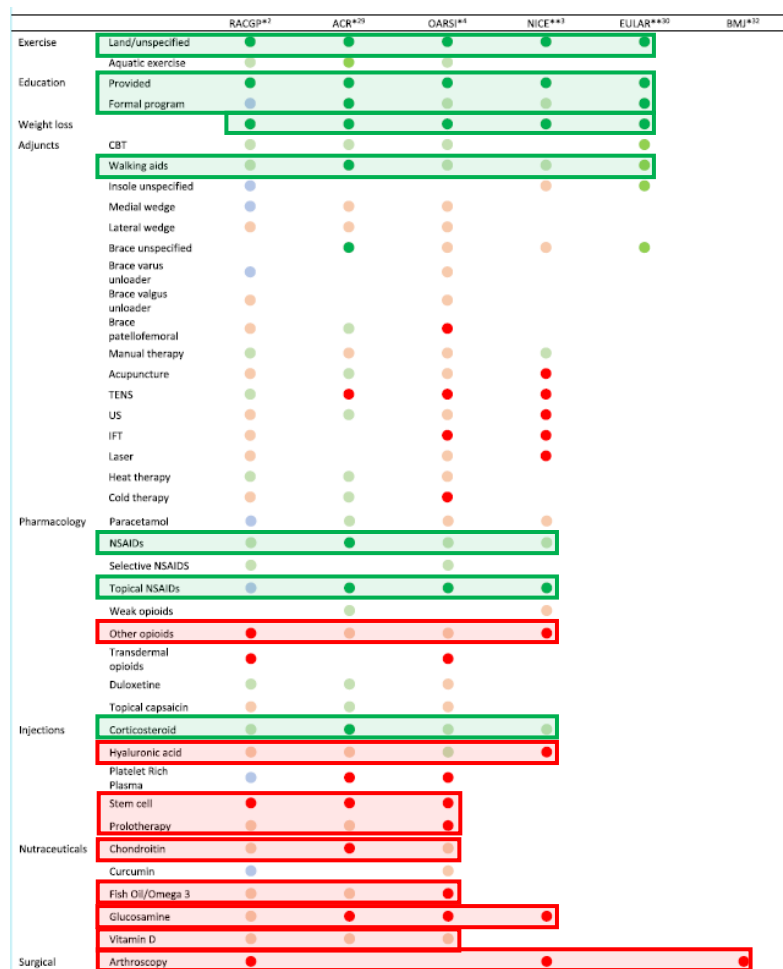 RACGP*² ACR*²⁹ OARSI*⁴ NICE**³ EULAR**³⁰ BMJ*³²
Exercise Land/unspecified
Aquatic exercise
Education Provided
Formal program
Weight loss
Adjuncts CBT
Walking aids
Insole unspecified
Medial wedge
Lateral wedge
Brace unspecified
Brace varus
unloader
Brace valgus
unloader
Brace
patellofemoral
Manual therapy
Acupuncture
TENS
US
IFT
Laser
Heat therapy
Cold therapy
Pharmacology Paracetamol
NSAIDs
Selective NSAIDS
Topical NSAIDs
Weak opioids
Other opioids
Transdermal
opioids
Duloxetine
Topical capsaicin
Injections Corticosteroid
Hyaluronic acid
Platelet Rich
Plasma
Stem cell
Prolotherapy
Nutraceuticals Chondroitin
Curcumin
Fish Oil/Omega 3
Glucosamine
Vitamin D
Surgical Arthroscopy